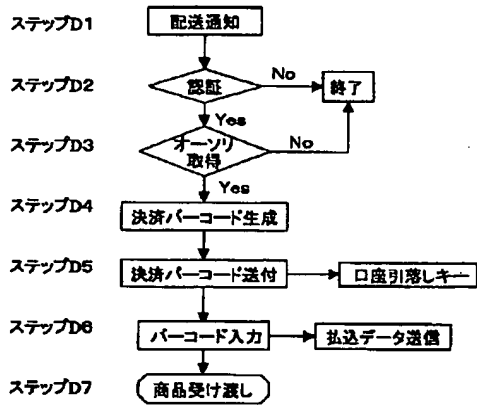 ステップD1
配送通知
ステップD2
認証
No
終了
Yes
ステップD3
オーソリ
取得
No
Yes
ステップD4
決済バーコード生成
ステップD5
決済バーコード送付
口座引落しキー
ステップD6
バーコード入力
払込データ送信
ステップD7
商品受け渡し